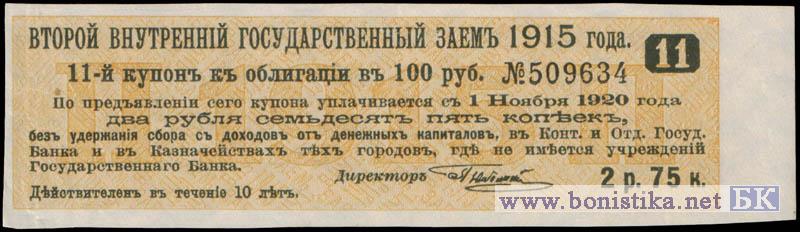 ВТОРОЙ ВНУТРЕННІЙ ГОСУДАРСТВЕННЫЙ ЗАЕМЪ 1915 года. 11
11-й купонъ къ облигаціи въ 100 руб. №509634
По предъявленіи сего купона уплачивается съ 1 Ноября 1920 года
два рубля семьдесятъ пять копѣекъ,
безъ удержанія сбора съ доходовъ отъ денежныхъ капиталовъ, въ Конт. и Отд. Госуд.
Банка и въ Казначействахъ тѣхъ городовъ, гдѣ не имѣется учрежденій
Государственнаго Банка.
Директоръ
2 р. 75 к.
Дѣйствителенъ въ теченіе 10 лѣтъ.
www.bonistika.net БК